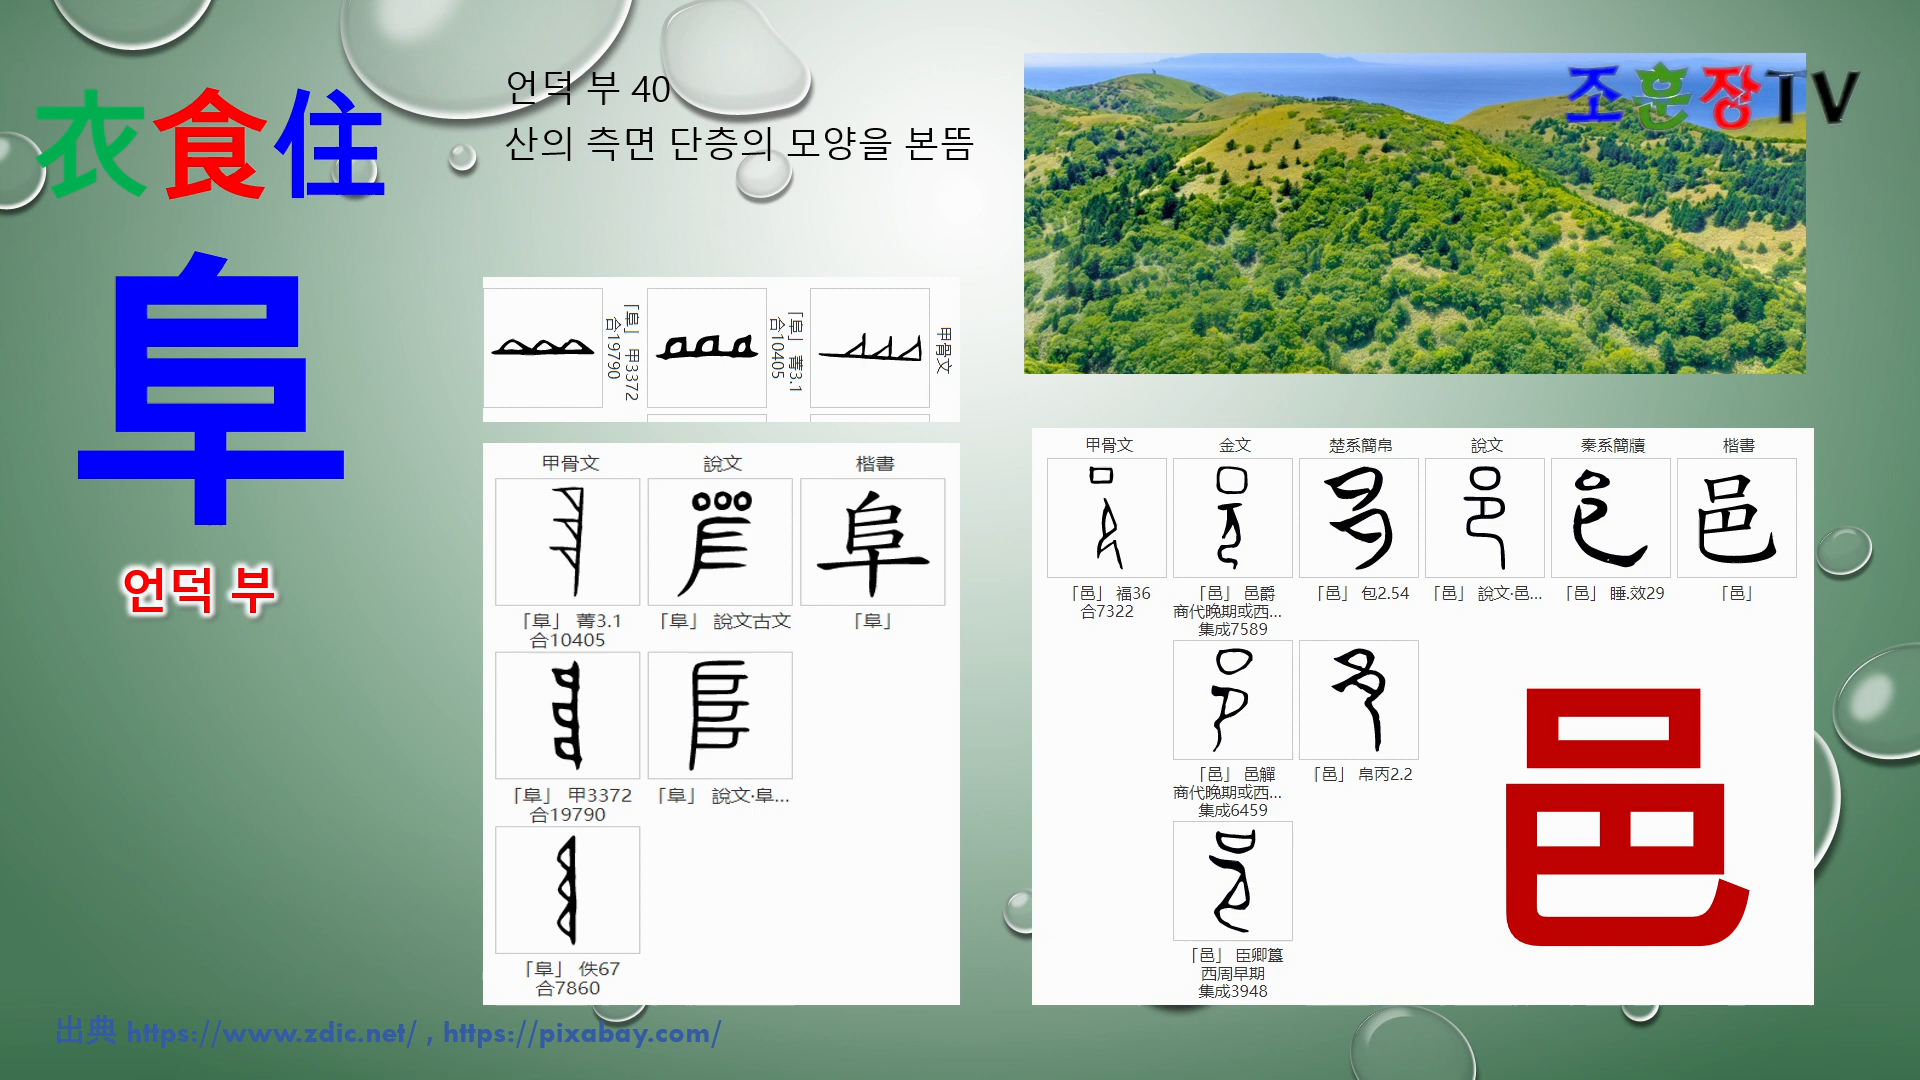 衣食住
阜
언덕 부
언덕 부 40
산의 측면 단층의 모양을 본뜸
조운장TV
「阜」 甲3372
合19790
「阜」 菁3.1
合10405
甲骨文
甲骨文 說文 楷書
「阜」 菁3.1
合10405
「阜」 說文古文
「阜」
「阜」 甲3372
合19790
「阜」 說文·阜...
「阜」 佚67
合7860
甲骨文 金文 楚系簡帛 說文 秦系簡牘 楷書
「邑」 福36
合7322
「邑」 邑爵
商代晚期或西...
集成7589
「邑」 包2.54
「邑」 說文·邑...
「邑」 睡.效29
「邑」
「邑」 邑觶
商代晚期或西...
集成6459
「邑」 帛丙2.2
「邑」 臣卿簋
西周早期
集成3948
邑
出典 https://www.zdic.net/ , https://pixabay.com/